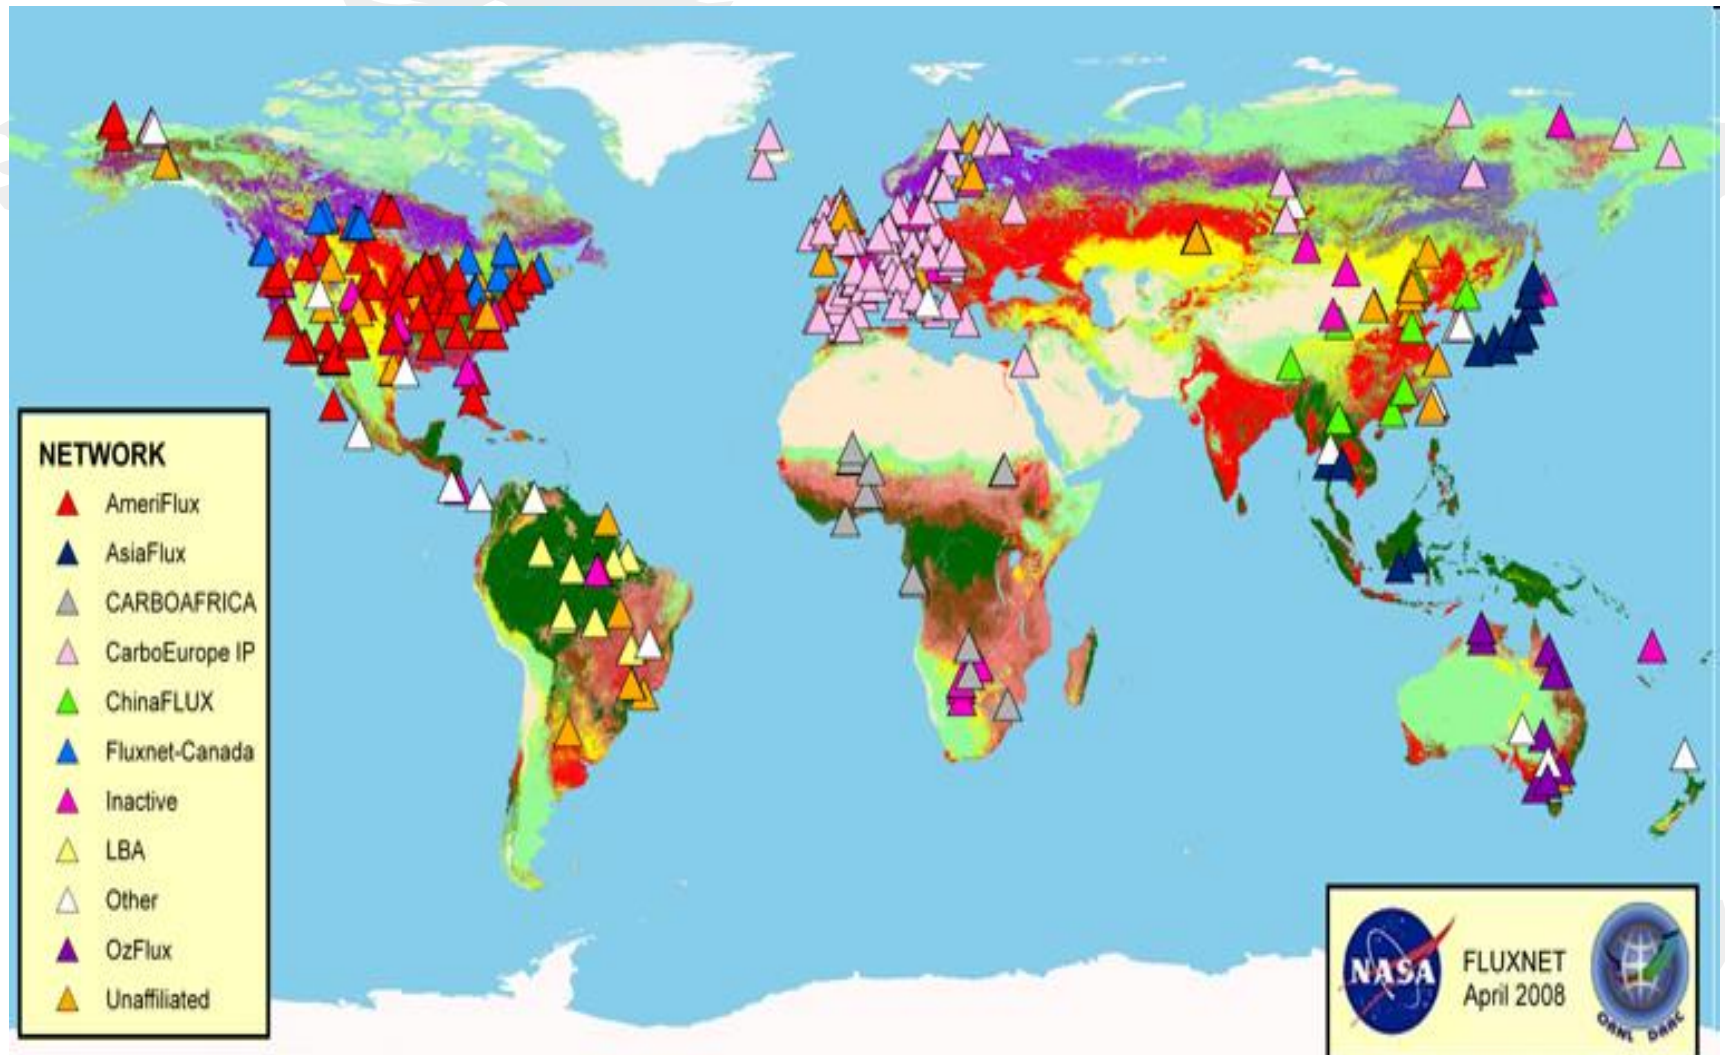 NETWORK
AmeriFlux
AsiaFlux
CARBOAFRICA
CarboEurope IP
ChinaFLUX
Fluxnet-Canada
Inactive
LBA
Other
OzFlux
Unaffiliated
NASA
FLUXNET
April 2008
ORNL DAAC